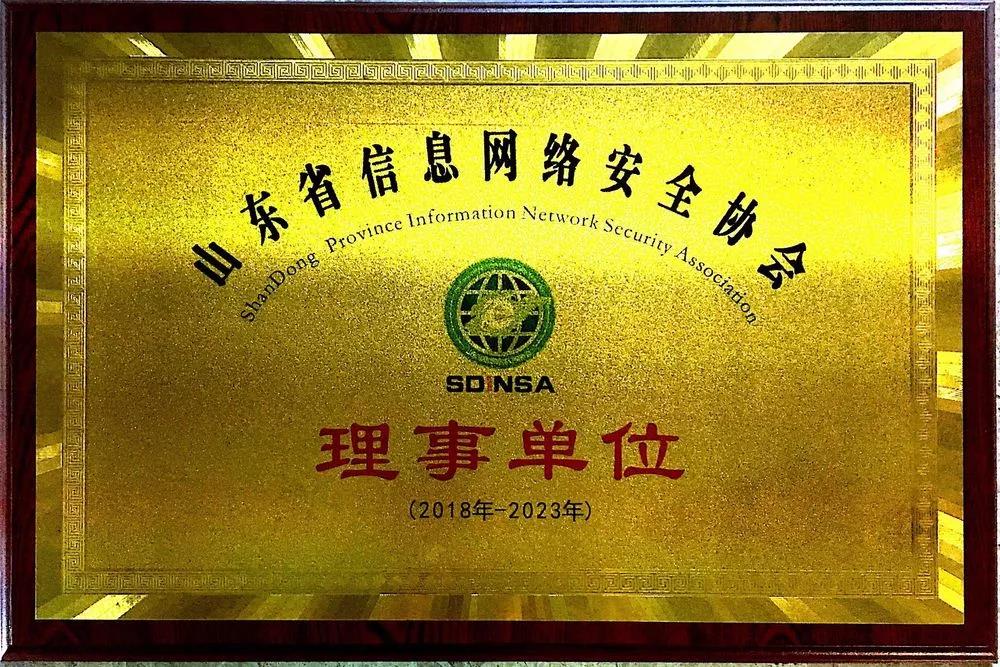 山东省信息网络安全协会
ShanDong Province Information Network Security Association
SDINSA
理事单位
(2018年-2023年)